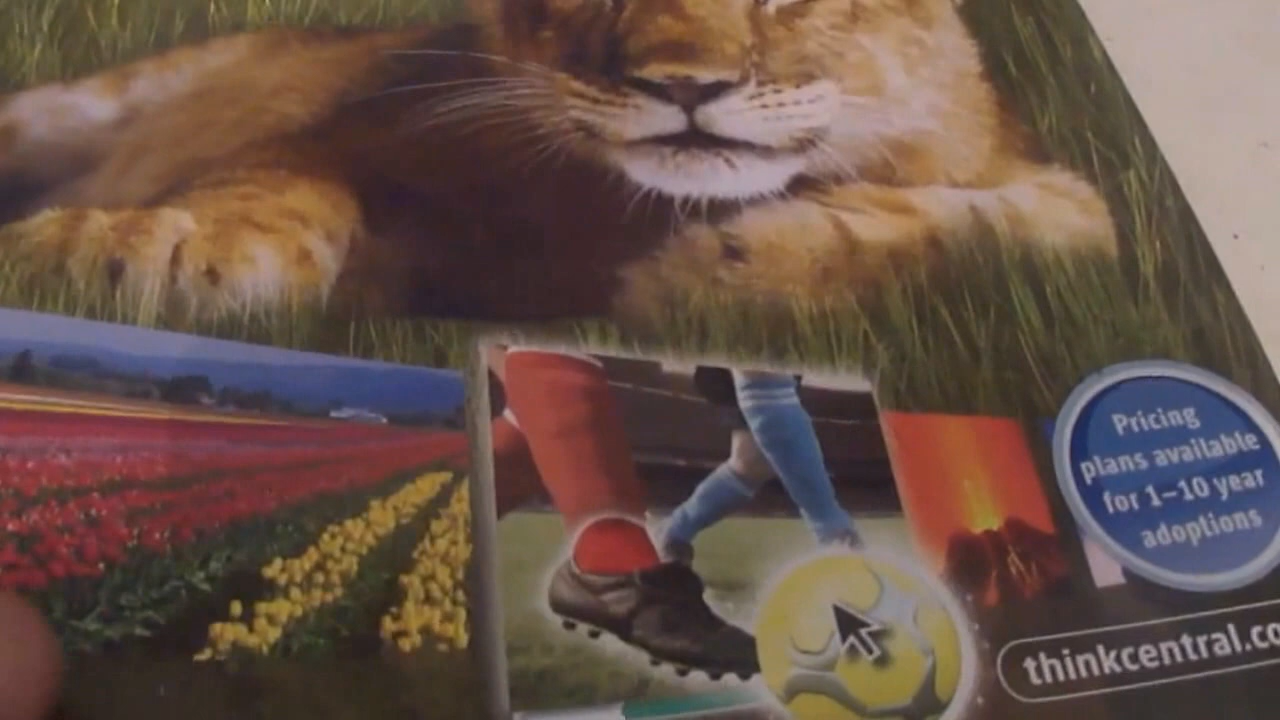 Pricing
plans available
for 1–10 year
adoptions
thinkcentral.co